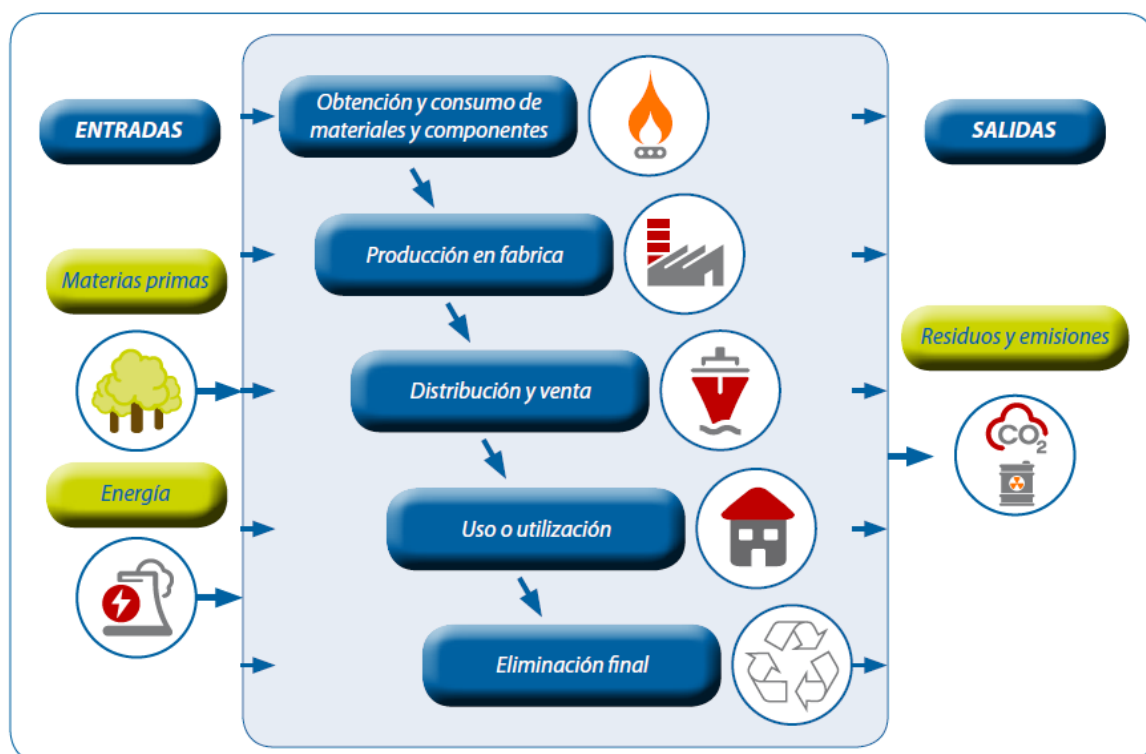 ENTRADAS
Obtención y consumo de
materiales y componentes
SALIDAS
Materias primas
Producción en fabrica
Residuos y emisiones
Distribución y venta
CO2
Energía
Uso o utilización
Eliminación final